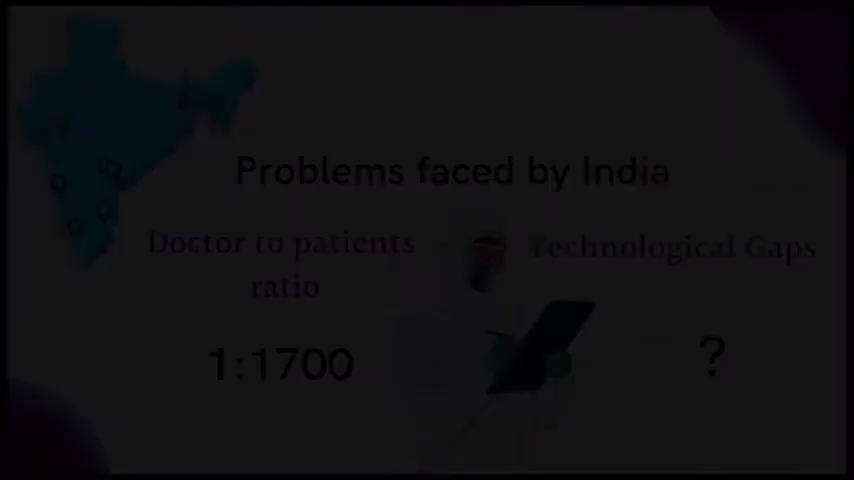 Problems faced by India
Doctor to patients
ratio
Technological Gaps
1:1700
?